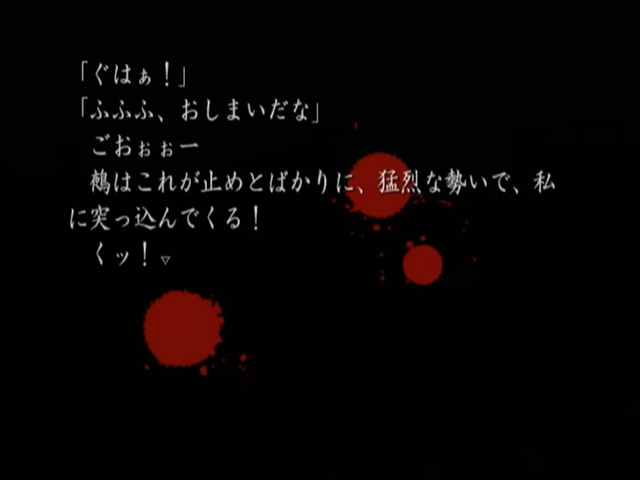 「ぐはぁ！」
「ふふふ、おしまいだな」
　ごおぉぉー
　鵺はこれが止めとばかりに、猛烈な勢いで、私
に突っ込んでくる！
　くッ！▽